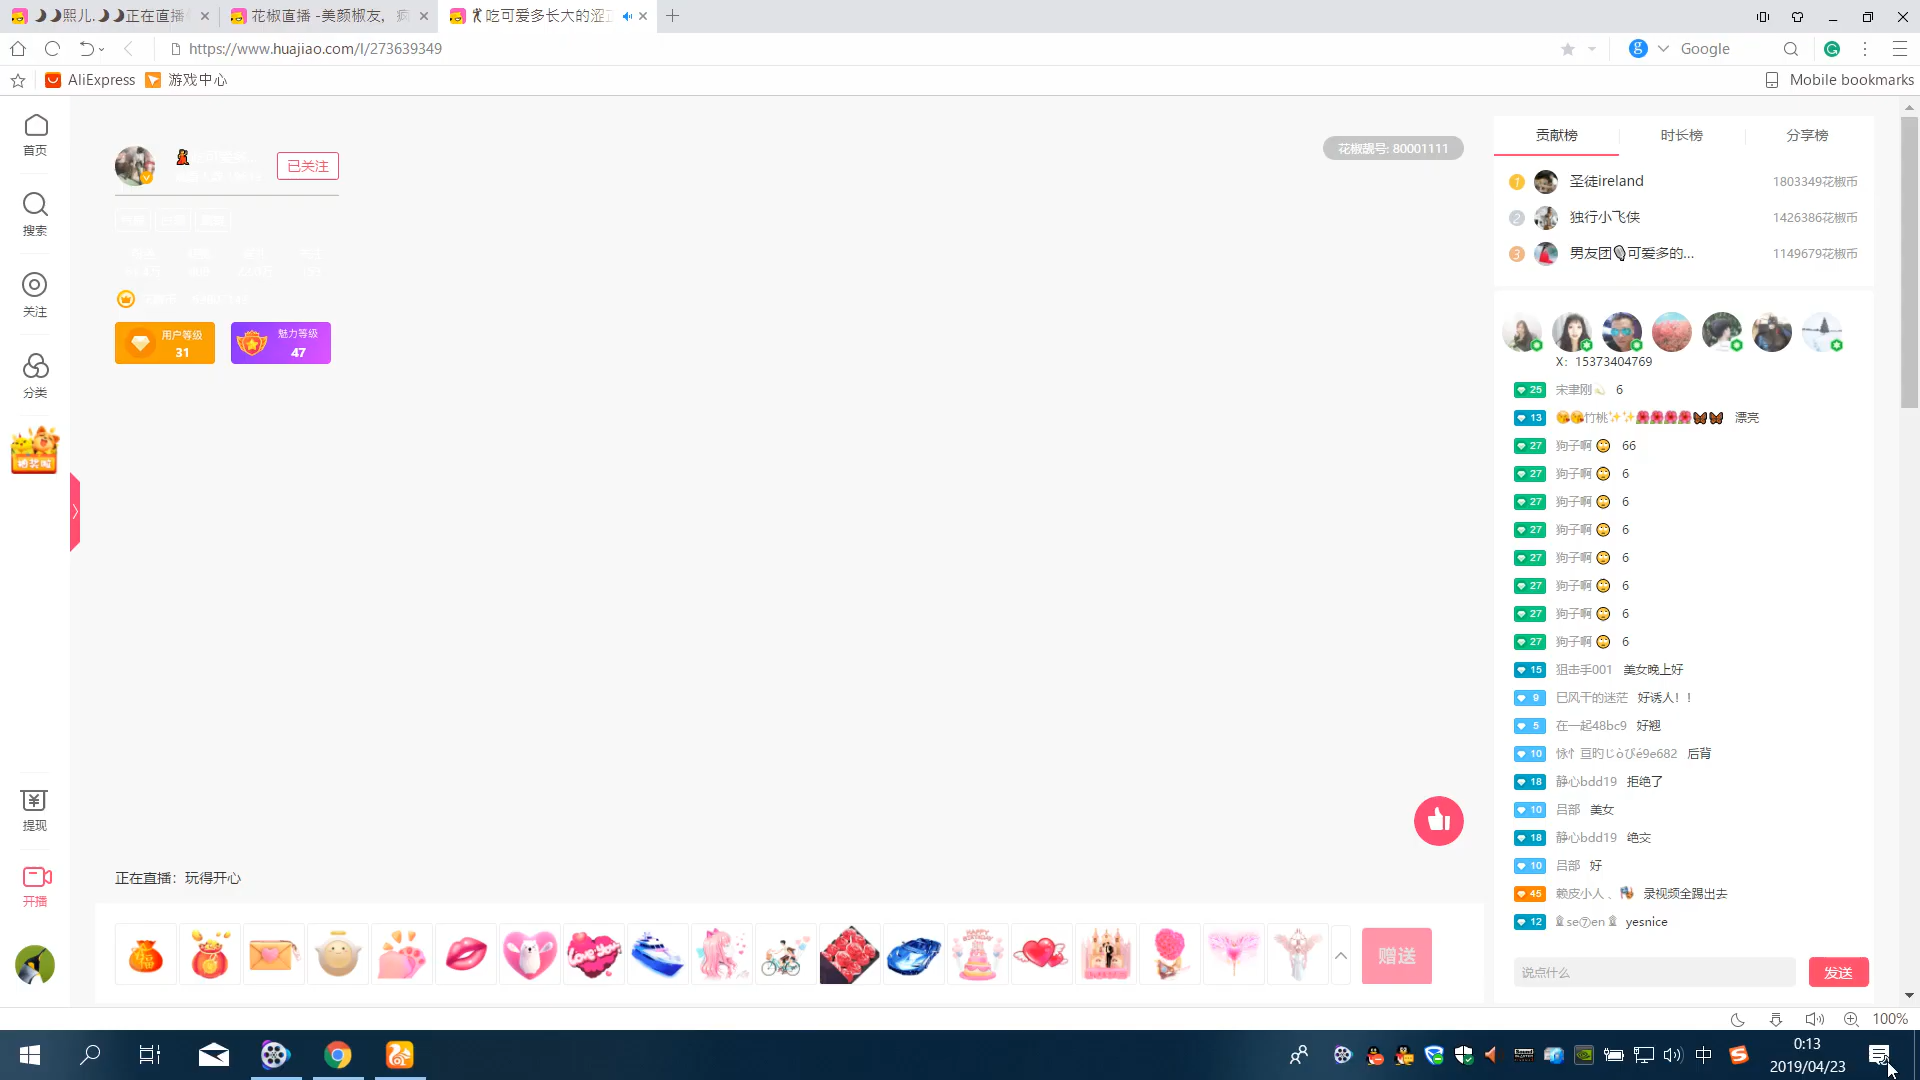 🌙🌙熙儿.🌙🌙正在直播
花椒直播 -美颜椒友，疯
吃可爱多长大的涩正
https://www.huajiao.com/l/273639349
Google
AliExpress
游戏中心
Mobile bookmarks
首页
搜索
关注
分类
提现
开播
已关注
用户等级
31
魅力等级
47
花椒靓号: 80001111
正在直播：玩得开心
赠送
贡献榜 时长榜 分享榜
1 圣徒ireland 1803349花椒币
2 独行小飞侠 1426386花椒币
3 男友团可爱多的... 1149679花椒币
X: 15373404769
25 宋聿刚 6
13 😘😘竹桃✨✨🌺🌺🌺🌺🦋🦋 漂亮
27 狗子啊🙄 66
27 狗子啊🙄 6
27 狗子啊🙄 6
27 狗子啊🙄 6
27 狗子啊🙄 6
27 狗子啊🙄 6
27 狗子啊🙄 6
27 狗子啊🙄 6
15 狙击手001 美女晚上好
9 巳风干的迷茫 好诱人！！
5 在一起48bc9 好翘
10 后背
18 静心bdd19 拒绝了
10 吕部 美女
18 静心bdd19 绝交
10 吕部 好
45 赖皮小人 、 录视频全踢出去
12 se⑦en yesnice
说点什么
发送
100%
中
0:13
2019/04/23